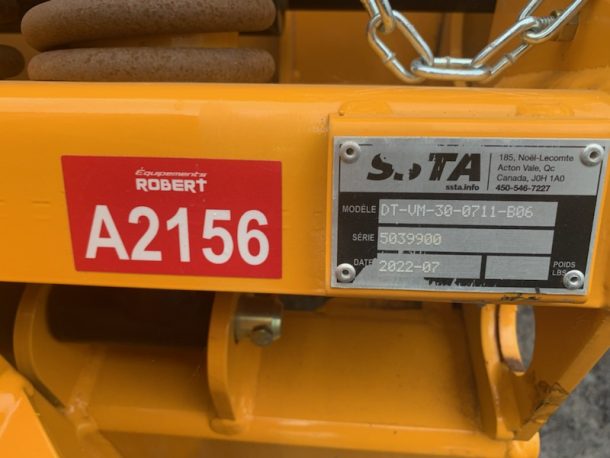 Équipements
ROBERT
A2156
SSTA
ssta.info
185, Noël-Lecomte
Acton Vale, Qc
Canada, J0H 1A0
450-546-7227
MODÈLE DT-VM-30-0711-B06
SÉRIE 5039900
DATE 2022-07
POIDS
LBS